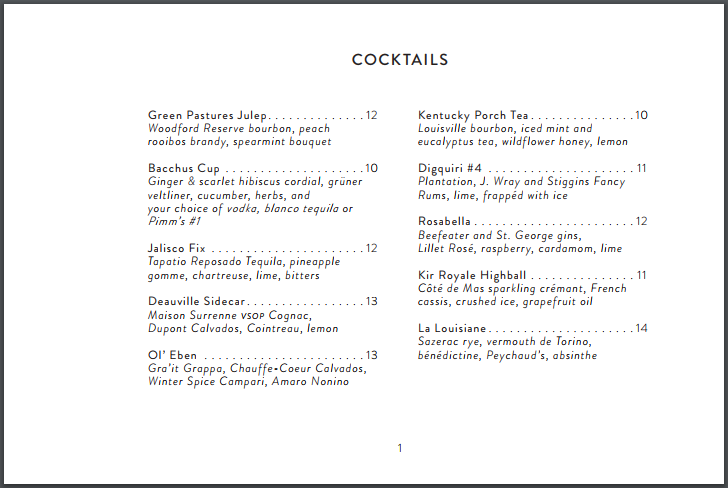 COCKTAILS
Green Pastures Julep. . . . . . . . . . . . . . 12
Woodford Reserve bourbon, peach
rooibos brandy, spearmint bouquet
Bacchus Cup . . . . . . . . . . . . . . . . . . . . 10
Ginger & scarlet hibiscus cordial, grüner
veltliner, cucumber, herbs, and
your choice of vodka, blanco tequila or
Pimm's #1
Jalisco Fix . . . . . . . . . . . . . . . . . . . . . . 12
Tapatio Reposado Tequila, pineapple
gomme, chartreuse, lime, bitters
Deauville Sidecar. . . . . . . . . . . . . . . . . 13
Maison Surrenne VSOP Cognac,
Dupont Calvados, Cointreau, lemon
Ol' Eben . . . . . . . . . . . . . . . . . . . . . . . 13
Gra'it Grappa, Chauffe-Coeur Calvados,
Winter Spice Campari, Amaro Nonino
Kentucky Porch Tea . . . . . . . . . . . . . . . 10
Louisville bourbon, iced mint and
eucalyptus tea, wildflower honey, lemon
Digquiri #4 . . . . . . . . . . . . . . . . . . . . . 11
Plantation, J. Wray and Stiggins Fancy
Rums, lime, frappéd with ice
Rosabella . . . . . . . . . . . . . . . . . . . . . . . 12
Beefeater and St. George gins,
Lillet Rosé, raspberry, cardamom, lime
Kir Royale Highball . . . . . . . . . . . . . . . 11
Côté de Mas sparkling crémant, French
cassis, crushed ice, grapefruit oil
La Louisiane . . . . . . . . . . . . . . . . . . . . . 14
Sazerac rye, vermouth de Torino,
bénédictine, Peychaud's, absinthe
1